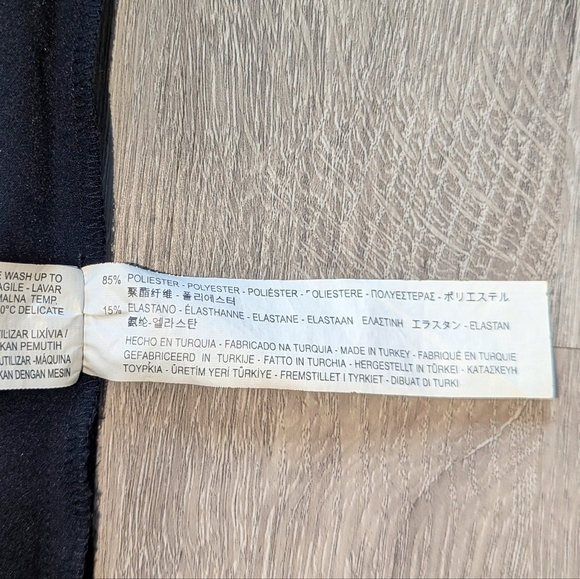 E WASH UP TO
AGILE - LAVAR
MALNA TEMP.
0°C DELICATE
TILIZAR LIXÍVIA /
KAN PEMUTIH
UTILIZAR -MÁQUINA
KAN DENGAN MESIN
85% POLIESTER - POLYESTER - POLIÉSTER - POLIESTERE - ΠΟΛΥΕΣΤΕΡΑΣ - ポリエステル
聚酯纤维 - 폴리에스터
15% ELASTANO - ÉLASTHANNE - ELASTANE - ELASTAAN ΕΛΑΣΤΙΝΗ エラスタン - ELASTAN
氨纶-엘라스탄
HECHO EN TURQUIA - FABRICADO NA TURQUIA - MADE IN TURKEY - FABRIQUÉ EN TURQUIE
GEFABRICEERD IN TURKIJE - FATTO IN TURCHIA - HERGESTELLT IN TÜRKEI - ΚΑΤΑΣΚΕΥΗ
ΤΟΥΡΚΙΑ - ÜRETİM YERİ TÜRKİYE - FREMSTILLET I TYRKIET - DIBUAT DI TURKI